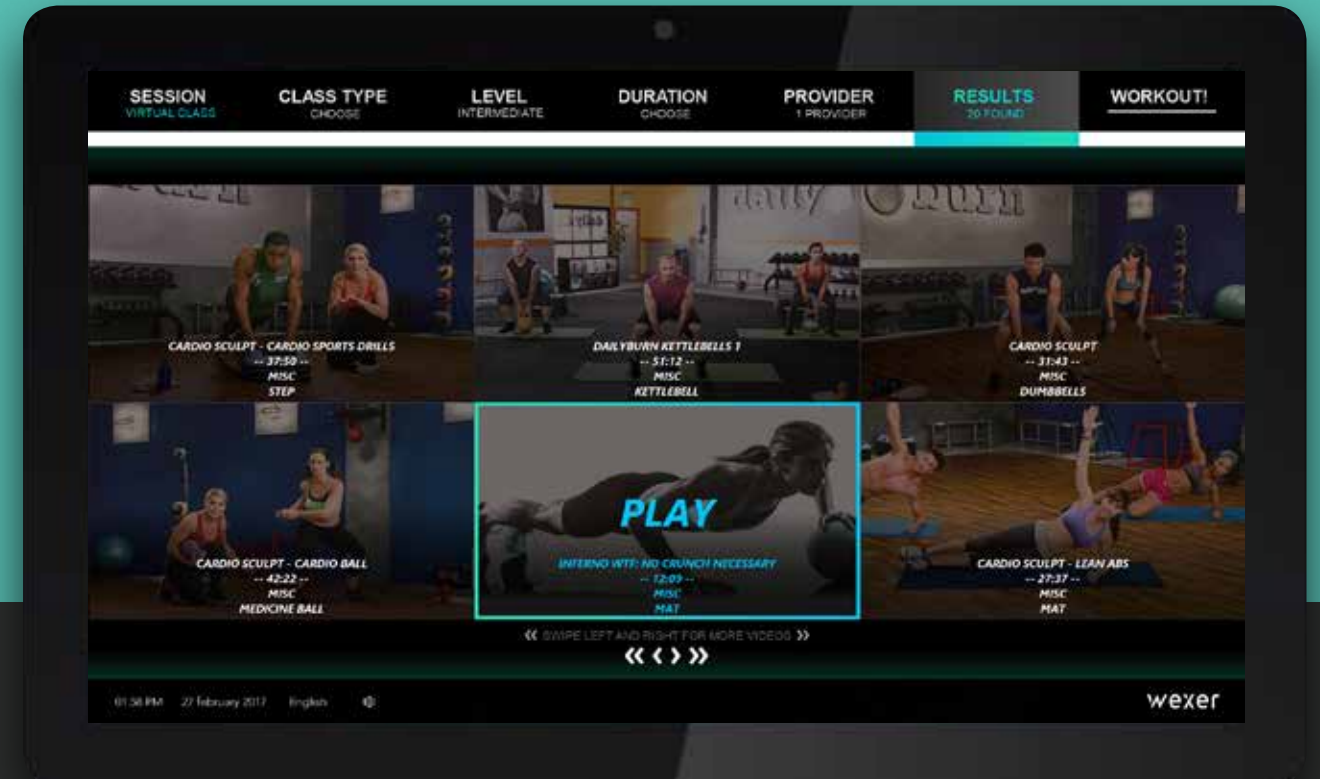 SESSION
VIRTUAL CLASS
CLASS TYPE
CHOOSE
LEVEL
INTERMEDIATE
DURATION
CHOOSE
PROVIDER
1 PROVIDER
RESULTS
20 FOUND
WORKOUT!
daily burn
CARDIO SCULPT - CARDIO SPORTS DRILLS
-- 37:50 --
MISC
STEP
DAILYBURN KETTLEBELLS 1
-- 51:12 --
MISC
KETTLEBELL
CARDIO SCULPT
-- 31:43 --
MISC
DUMBBELLS
CARDIO SCULPT - CARDIO BALL
-- 42:22 --
MISC
MEDICINE BALL
PLAY
INFERNO WTF: NO CRUNCH NECESSARY
-- 12:09 --
MISC
MAT
CARDIO SCULPT - LEAN ABS
-- 27:37 --
MISC
MAT
« SWIPE LEFT AND RIGHT FOR MORE VIDEOS »
« ‹ › »
01:58 PM 27 february 2017 English
wexer